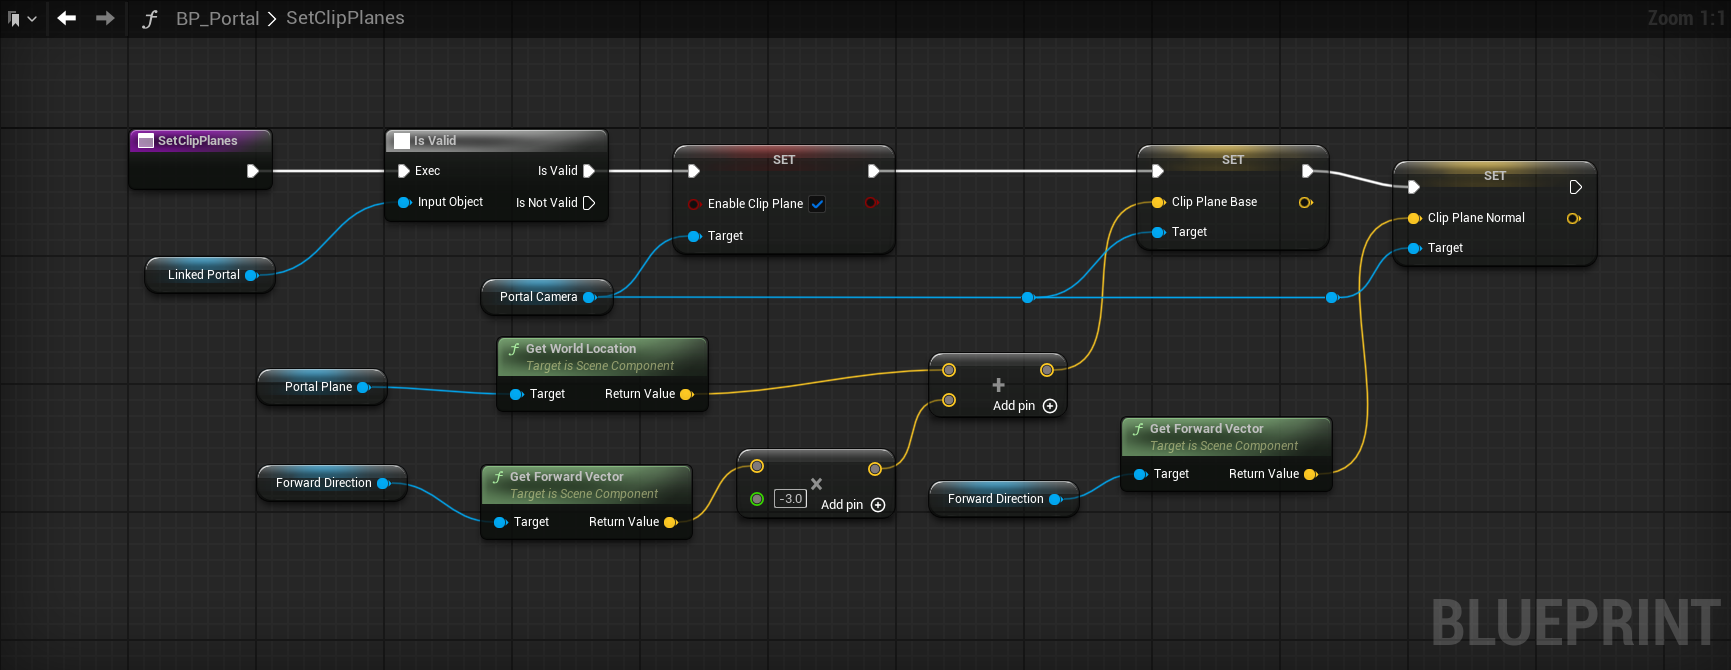 BP_Portal > SetClipPlanes
Zoom 1:1
SetClipPlanes
Is Valid
Exec
Is Valid
Input Object
Is Not Valid
SET
Enable Clip Plane
Target
SET
Clip Plane Base
Target
SET
Clip Plane Normal
Target
Linked Portal
Portal Camera
Get World Location
Target is Scene Component
Target
Return Value
Portal Plane
Add pin
Get Forward Vector
Target is Scene Component
Target
Return Value
Forward Direction
Get Forward Vector
Target is Scene Component
Target
Return Value
-3.0
Add pin
Forward Direction
BLUEPRINT